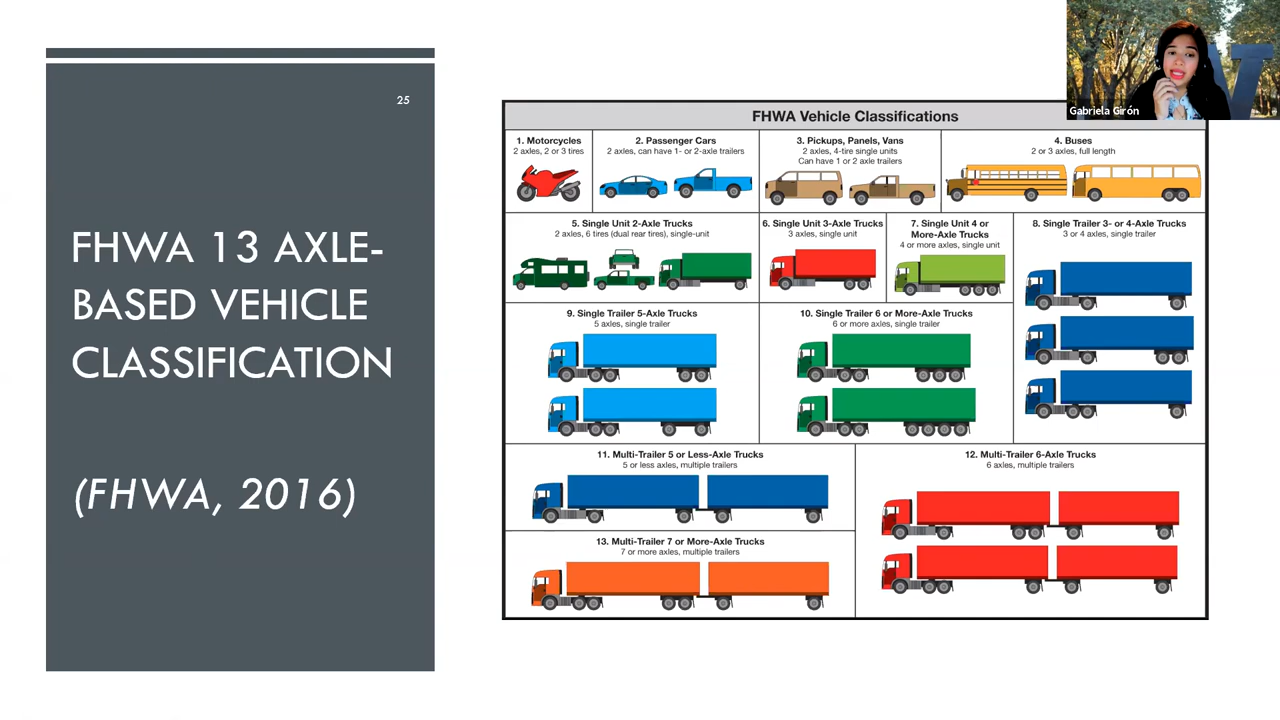 25
FHWA 13 AXLE-
BASED VEHICLE
CLASSIFICATION
(FHWA, 2016)
Gabriela Girón
FHWA Vehicle Classifications
1. Motorcycles
2 axles, 2 or 3 tires
2. Passenger Cars
2 axles, can have 1- or 2-axle trailers
3. Pickups, Panels, Vans
2 axles, 4-tire single units
Can have 1 or 2 axle trailers
4. Buses
2 or 3 axles, full length
5. Single Unit 2-Axle Trucks
2 axles, 6 tires (dual rear tires), single-unit
6. Single Unit 3-Axle Trucks
3 axles, single unit
7. Single Unit 4 or
More-Axle Trucks
4 or more axles, single unit
8. Single Trailer 3- or 4-Axle Trucks
3 or 4 axles, single trailer
9. Single Trailer 5-Axle Trucks
5 axles, single trailer
10. Single Trailer 6 or More-Axle Trucks
6 or more axles, single trailer
11. Multi-Trailer 5 or Less-Axle Trucks
5 or less axles, multiple trailers
12. Multi-Trailer 6-Axle Trucks
6 axles, multiple trailers
13. Multi-Trailer 7 or More-Axle Trucks
7 or more axles, multiple trailers